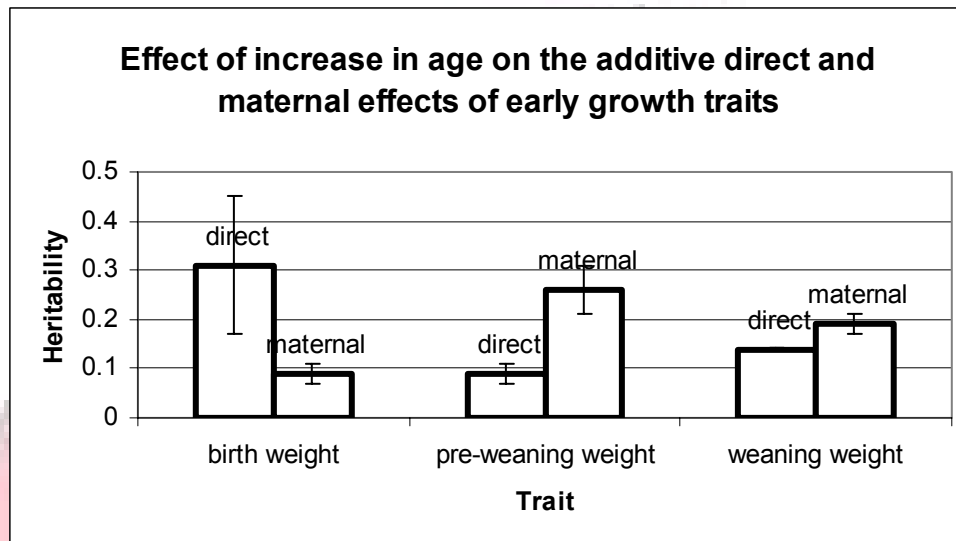 Effect of increase in age on the additive direct and
maternal effects of early growth traits
0.5
0.4
0.3
0.2
0.1
0
Heritability
direct
maternal
direct
maternal
direct
maternal
birth weight
pre-weaning weight
weaning weight
Trait